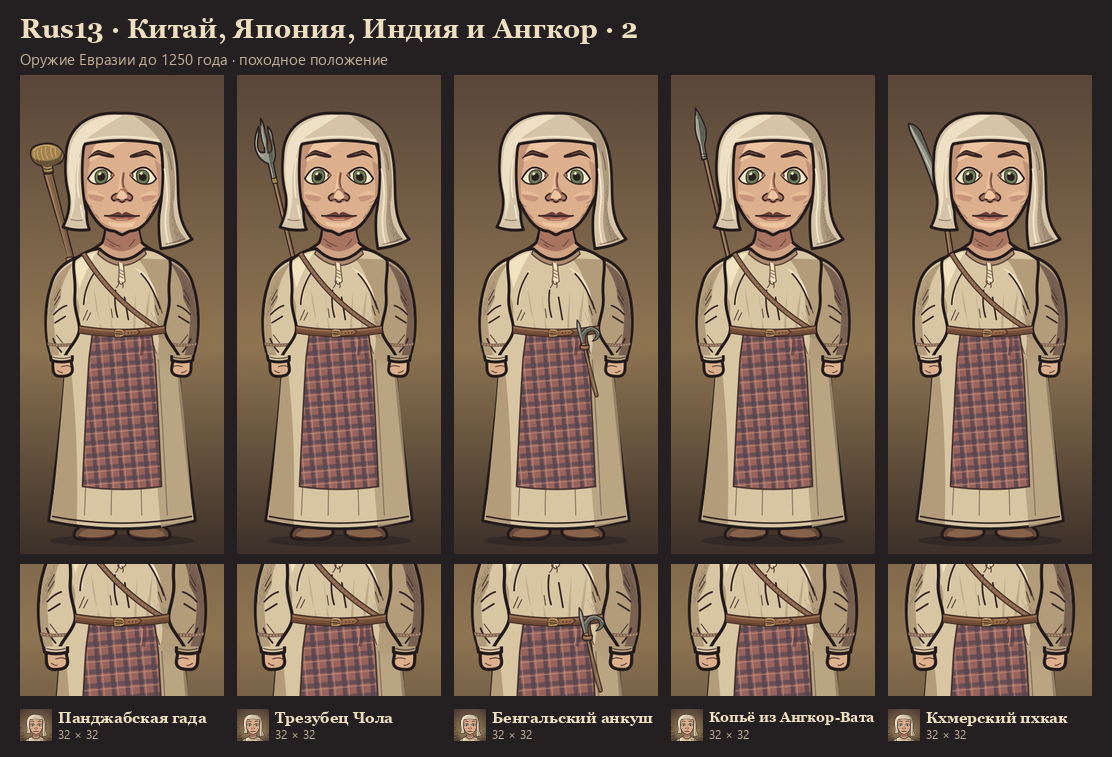 Rus13 · Китай, Япония, Индия и Ангкор · 2
Оружие Евразии до 1250 года · походное положение
Панджабская гада
32 × 32
Трезубец Чола
32 × 32
Бенгальский анкуш
32 × 32
Копьё из Ангкор-Вата
32 × 32
Кхмерский пхкак
32 × 32